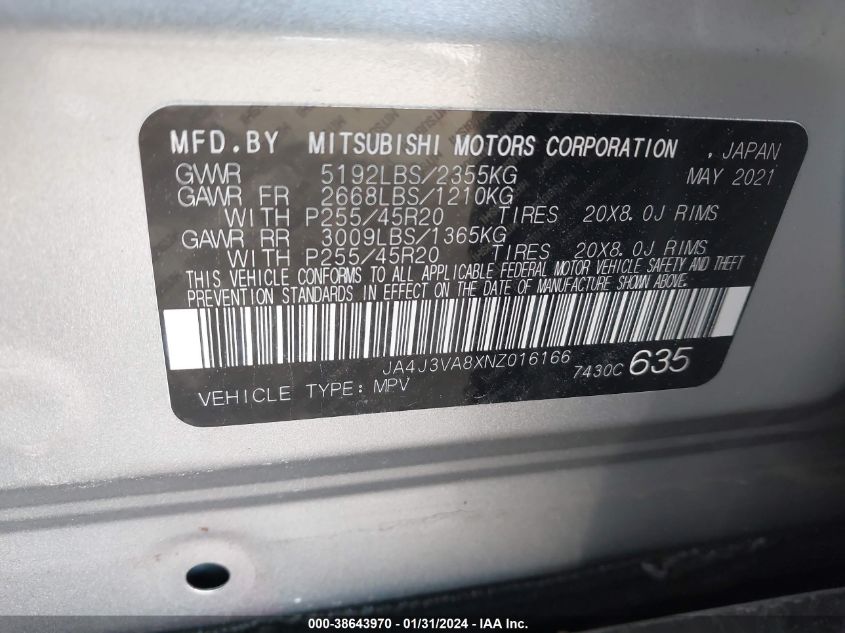 MFD.BY MITSUBISHI MOTORS CORPORATION , JAPAN
GVWR 5192LBS/2355KG MAY 2021
GAWR FR 2668LBS/1210KG
WITH P255/45R20 TIRES 20X8.0J RIMS
GAWR RR 3009LBS/1365KG
WITH P255/45R20 TIRES 20X8.0J RIMS
THIS VEHICLE CONFORMS TO ALL APPLICABLE FEDERAL MOTOR VEHICLE SAFETY AND THEFT
PREVENTION STANDARDS IN EFFECT ON THE DATE OF MANUFACTURE SHOWN ABOVE.
JA4J3VA8XNZ016166
7430C 635
VEHICLE TYPE: MPV
000-38643970 - 01/31/2024 - IAA Inc.